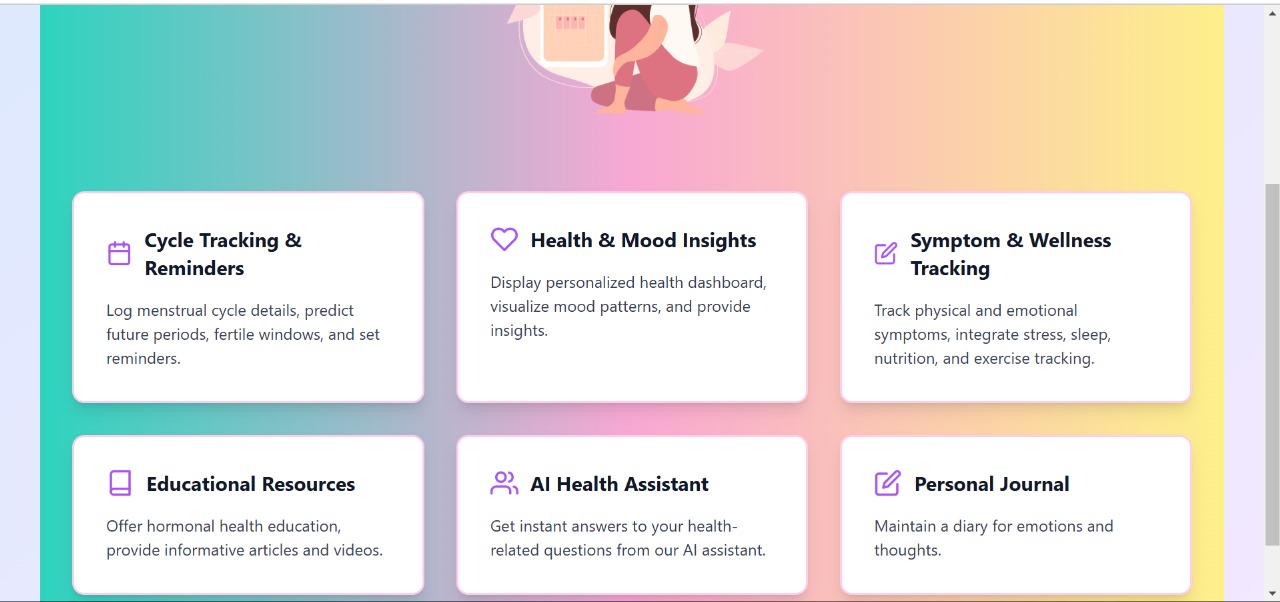 Cycle Tracking &
Reminders
Log menstrual cycle details, predict
future periods, fertile windows, and set
reminders.
Health & Mood Insights
Display personalized health dashboard,
visualize mood patterns, and provide
insights.
Symptom & Wellness
Tracking
Track physical and emotional
symptoms, integrate stress, sleep,
nutrition, and exercise tracking.
Educational Resources
Offer hormonal health education,
provide informative articles and videos.
AI Health Assistant
Get instant answers to your health-
related questions from our AI assistant.
Personal Journal
Maintain a diary for emotions and
thoughts.